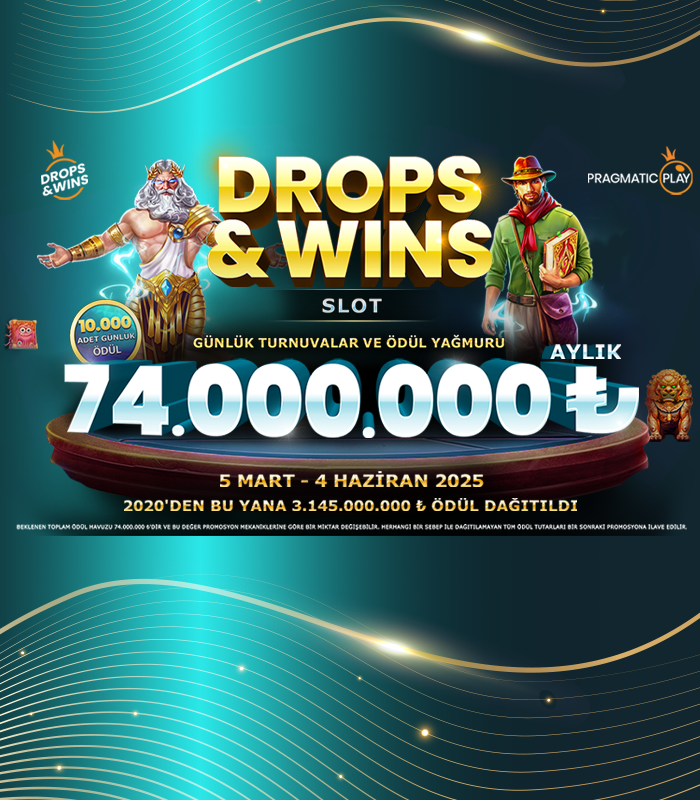 DROPS
& WINS
DROPS
& WINS
PRAGMATIC PLAY
SLOT
10.000
ADET GÜNLÜK
ÖDÜL
GÜNLÜK TURNUVALAR VE ÖDÜL YAĞMURU
AYLIK
74.000.000 ₺
5 MART - 4 HAZİRAN 2025
2020'DEN BU YANA 3.145.000.000 ₺ ÖDÜL DAĞITILDI
BEKLENEN TOPLAM ÖDÜL HAVUZU 74.000.000 ₺'DİR VE BU DEĞER PROMOSYON MEKANİKLERİNE GÖRE BİR MİKTAR DEĞİŞEBİLİR. HERHANGİ BİR SEBEP İLE DAĞITILAMAYAN TÜM ÖDÜL TUTARLARI BİR SONRAKİ PROMOSYONA İLAVE EDİLİR.